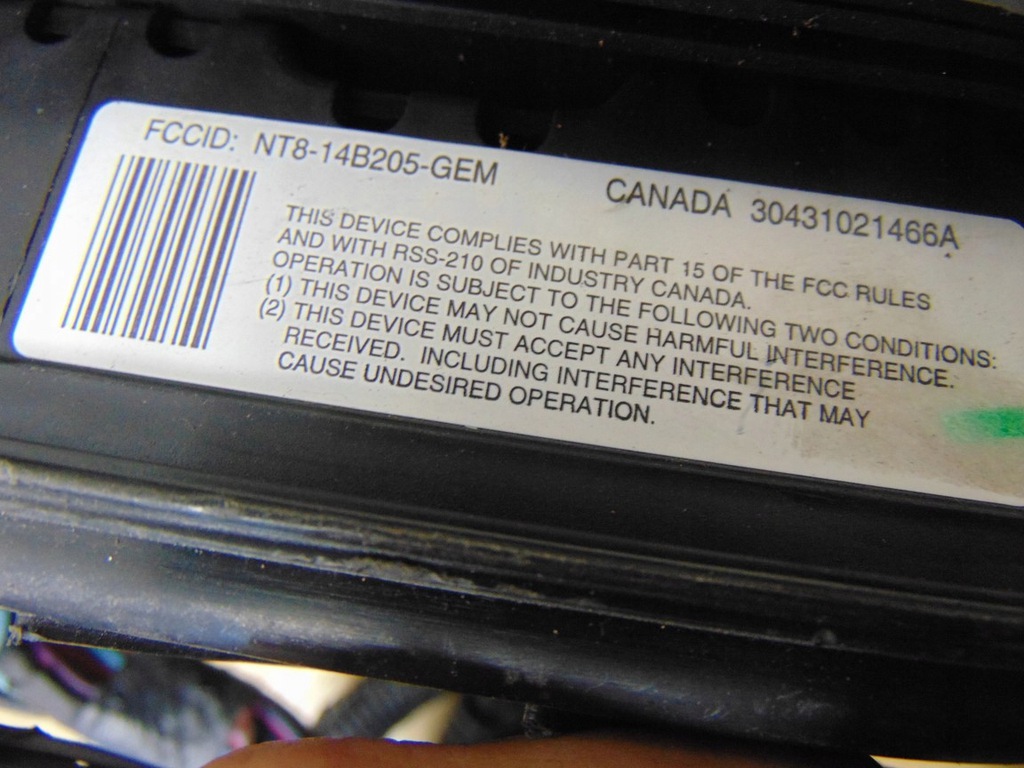 FCCID: NT8-14B205-GEM
CANADA 30431021466A
THIS DEVICE COMPLIES WITH PART 15 OF THE FCC RULES
AND WITH RSS-210 OF INDUSTRY CANADA.
OPERATION IS SUBJECT TO THE FOLLOWING TWO CONDITIONS:
(1) THIS DEVICE MAY NOT CAUSE HARMFUL INTERFERENCE.
(2) THIS DEVICE MUST ACCEPT ANY INTERFERENCE
RECEIVED. INCLUDING INTERFERENCE THAT MAY
CAUSE UNDESIRED OPERATION.